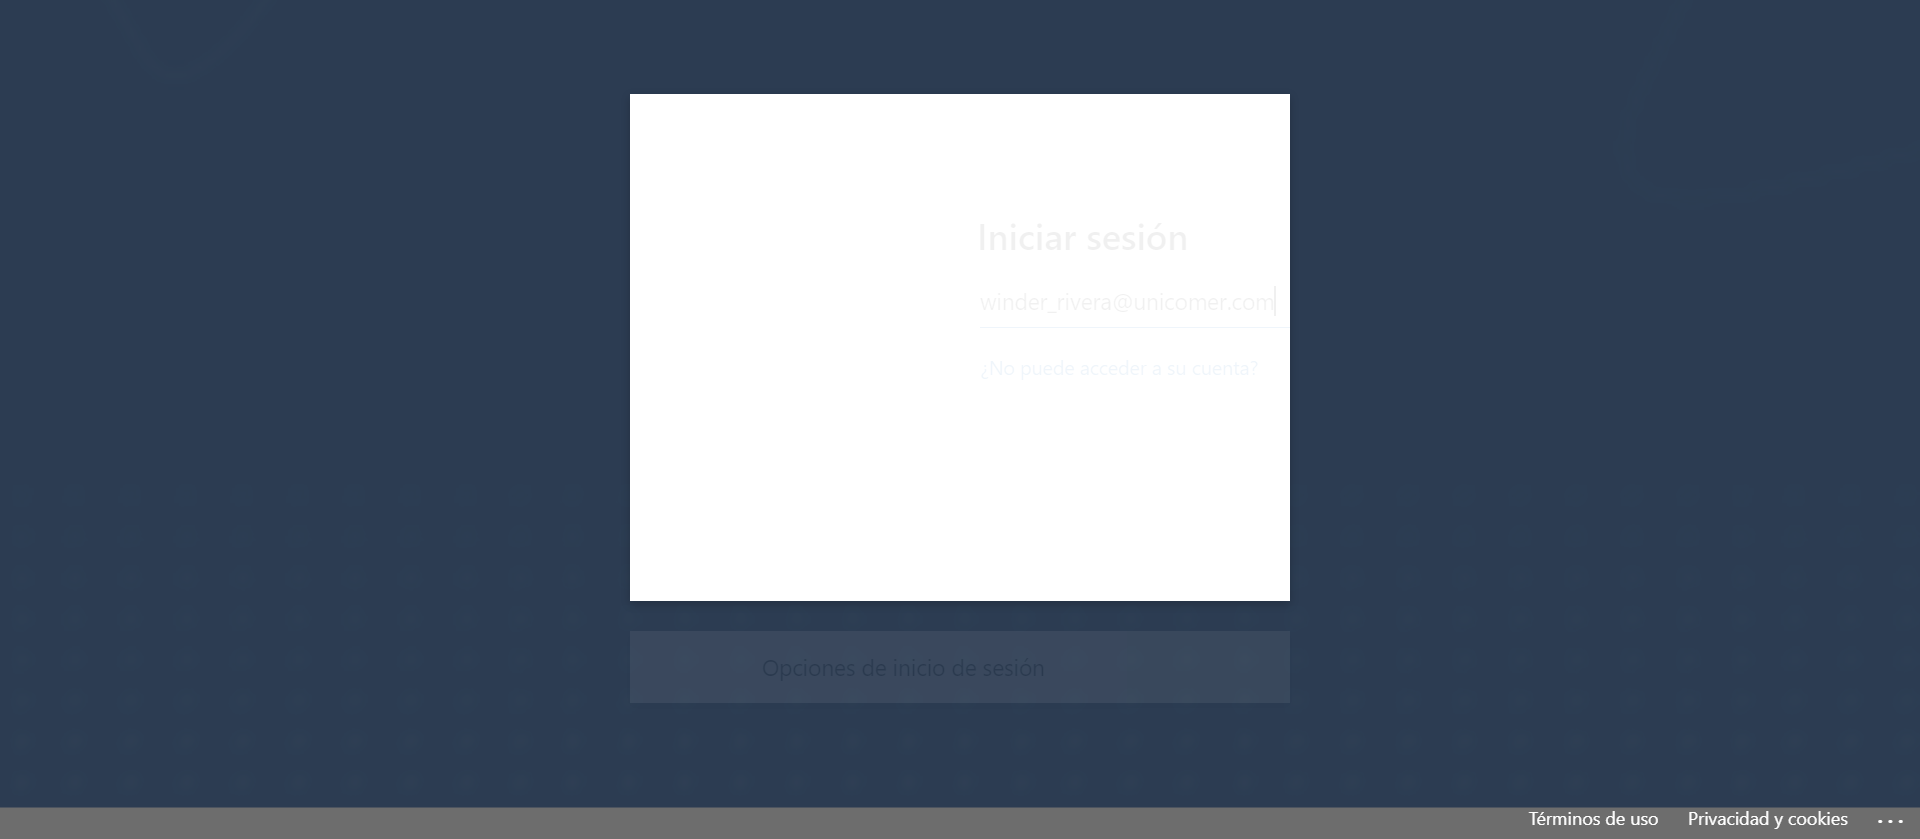 Iniciar sesión
winder_rivera@unicomer.com
¿No puede acceder a su cuenta?
Opciones de inicio de sesión
Términos de uso Privacidad y cookies ...